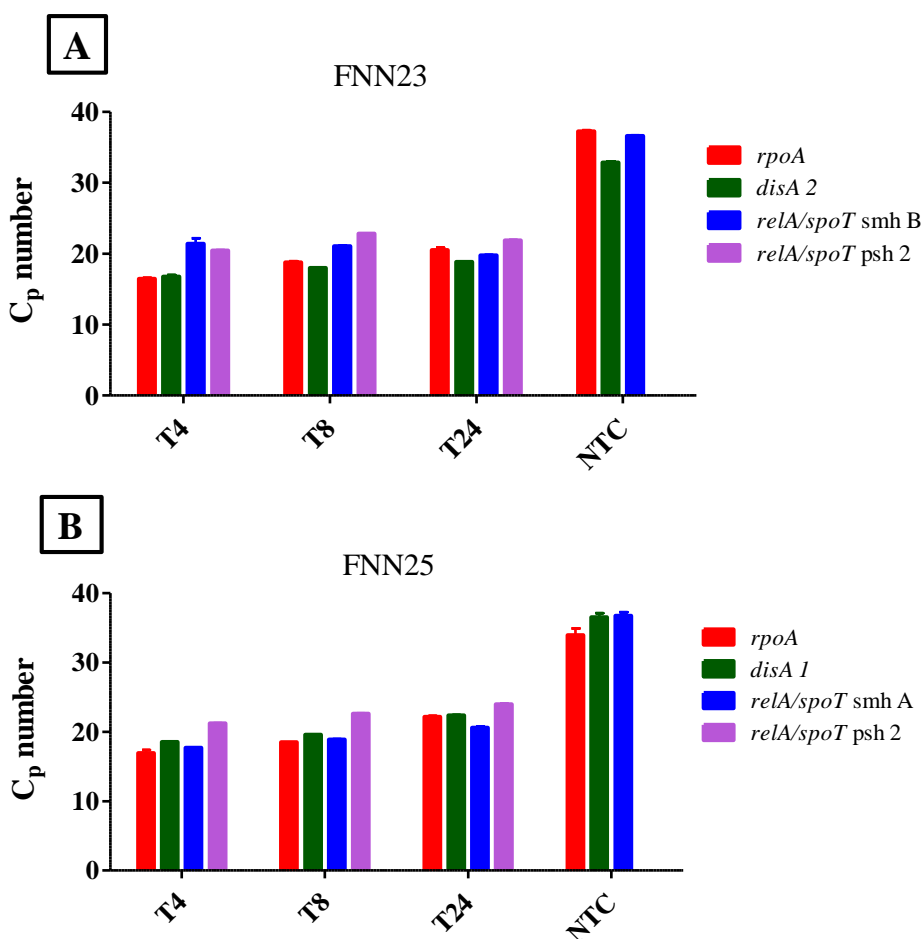 A
FNN23
40
30
20
10
0
Cp number
T4
T8
T24
NTC
rpoA
disA 2
relA/spoT smh B
relA/spoT psh 2
B
FNN25
40
30
20
10
0
Cp number
T4
T8
T24
NTC
rpoA
disA 1
relA/spoT smh A
relA/spoT psh 2